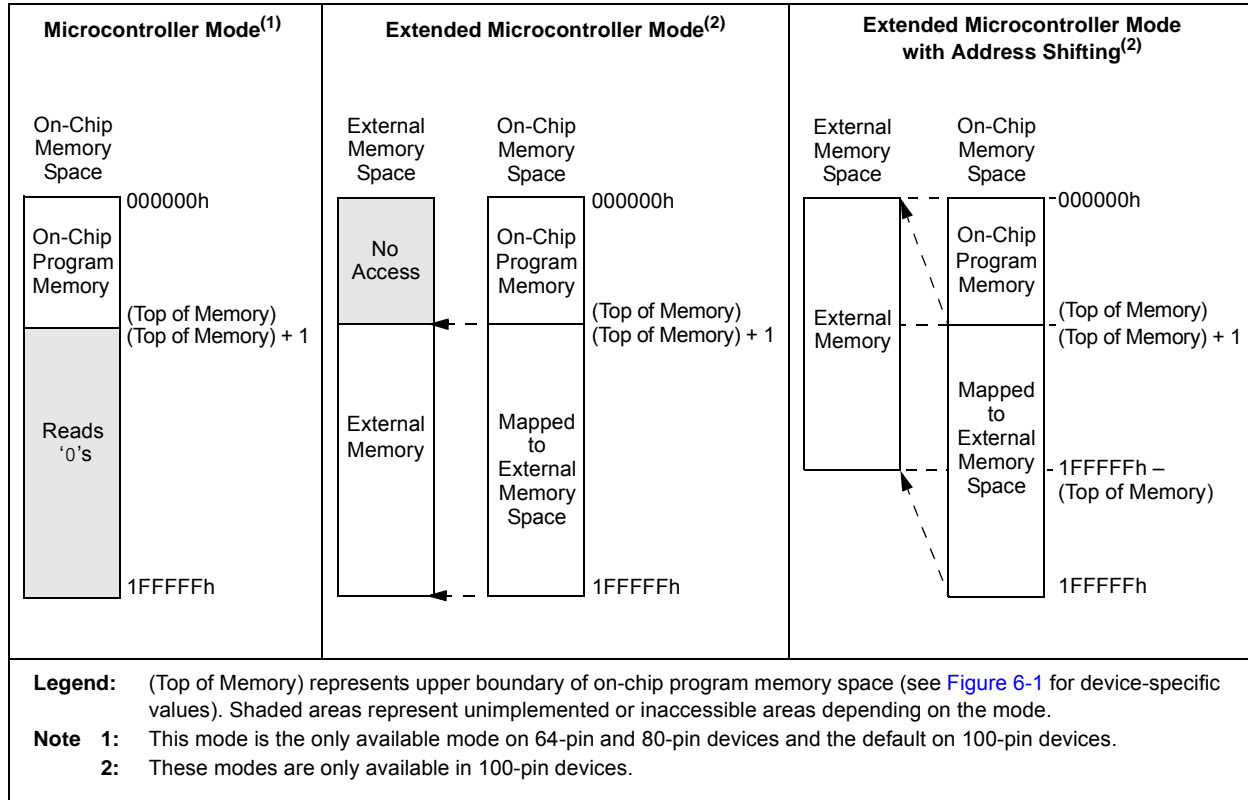 Microcontroller Mode(1)
On-Chip
Memory
Space
000000h
On-Chip
Program
Memory
(Top of Memory)
(Top of Memory) + 1
Reads
‘0’s
1FFFFFh
Extended Microcontroller Mode(2)
External
Memory
Space
On-Chip
Memory
Space
000000h
No
Access
On-Chip
Program
Memory
(Top of Memory)
(Top of Memory) + 1
External
Memory
Mapped
to
External
Memory
Space
1FFFFFh
Extended Microcontroller Mode
with Address Shifting(2)
External
Memory
Space
On-Chip
Memory
Space
000000h
On-Chip
Program
Memory
External
Memory
(Top of Memory)
(Top of Memory) + 1
Mapped
to
External
Memory
Space
1FFFFFh –
(Top of Memory)
1FFFFFh
Legend: (Top of Memory) represents upper boundary of on-chip program memory space (see Figure 6-1 for device-specific
values). Shaded areas represent unimplemented or inaccessible areas depending on the mode.
Note 1: This mode is the only available mode on 64-pin and 80-pin devices and the default on 100-pin devices.
2: These modes are only available in 100-pin devices.